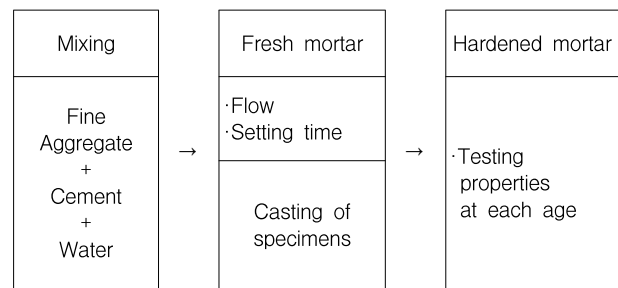 Mixing
Fine
Aggregate
+
Cement
+
Water
→
Fresh mortar
·Flow
·Setting time
Casting of
specimens
→
Hardened mortar
·Testing
properties
at each age